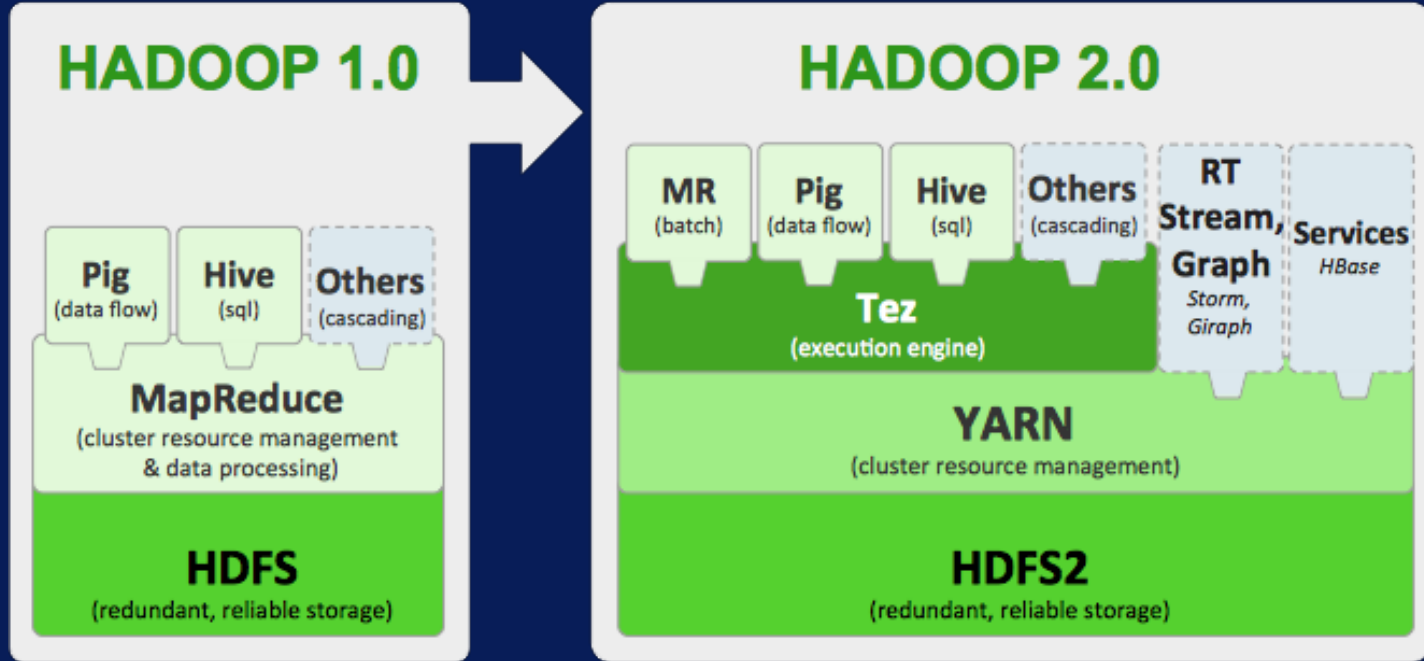 HADOOP 1.0
Pig
(data flow)
Hive
(sql)
Others
(cascading)
MapReduce
(cluster resource management
& data processing)
HDFS
(redundant, reliable storage)
HADOOP 2.0
MR
(batch)
Pig
(data flow)
Hive
(sql)
Others
(cascading)
RT
Stream,
Graph
Storm,
Giraph
Services
HBase
Tez
(execution engine)
YARN
(cluster resource management)
HDFS2
(redundant, reliable storage)